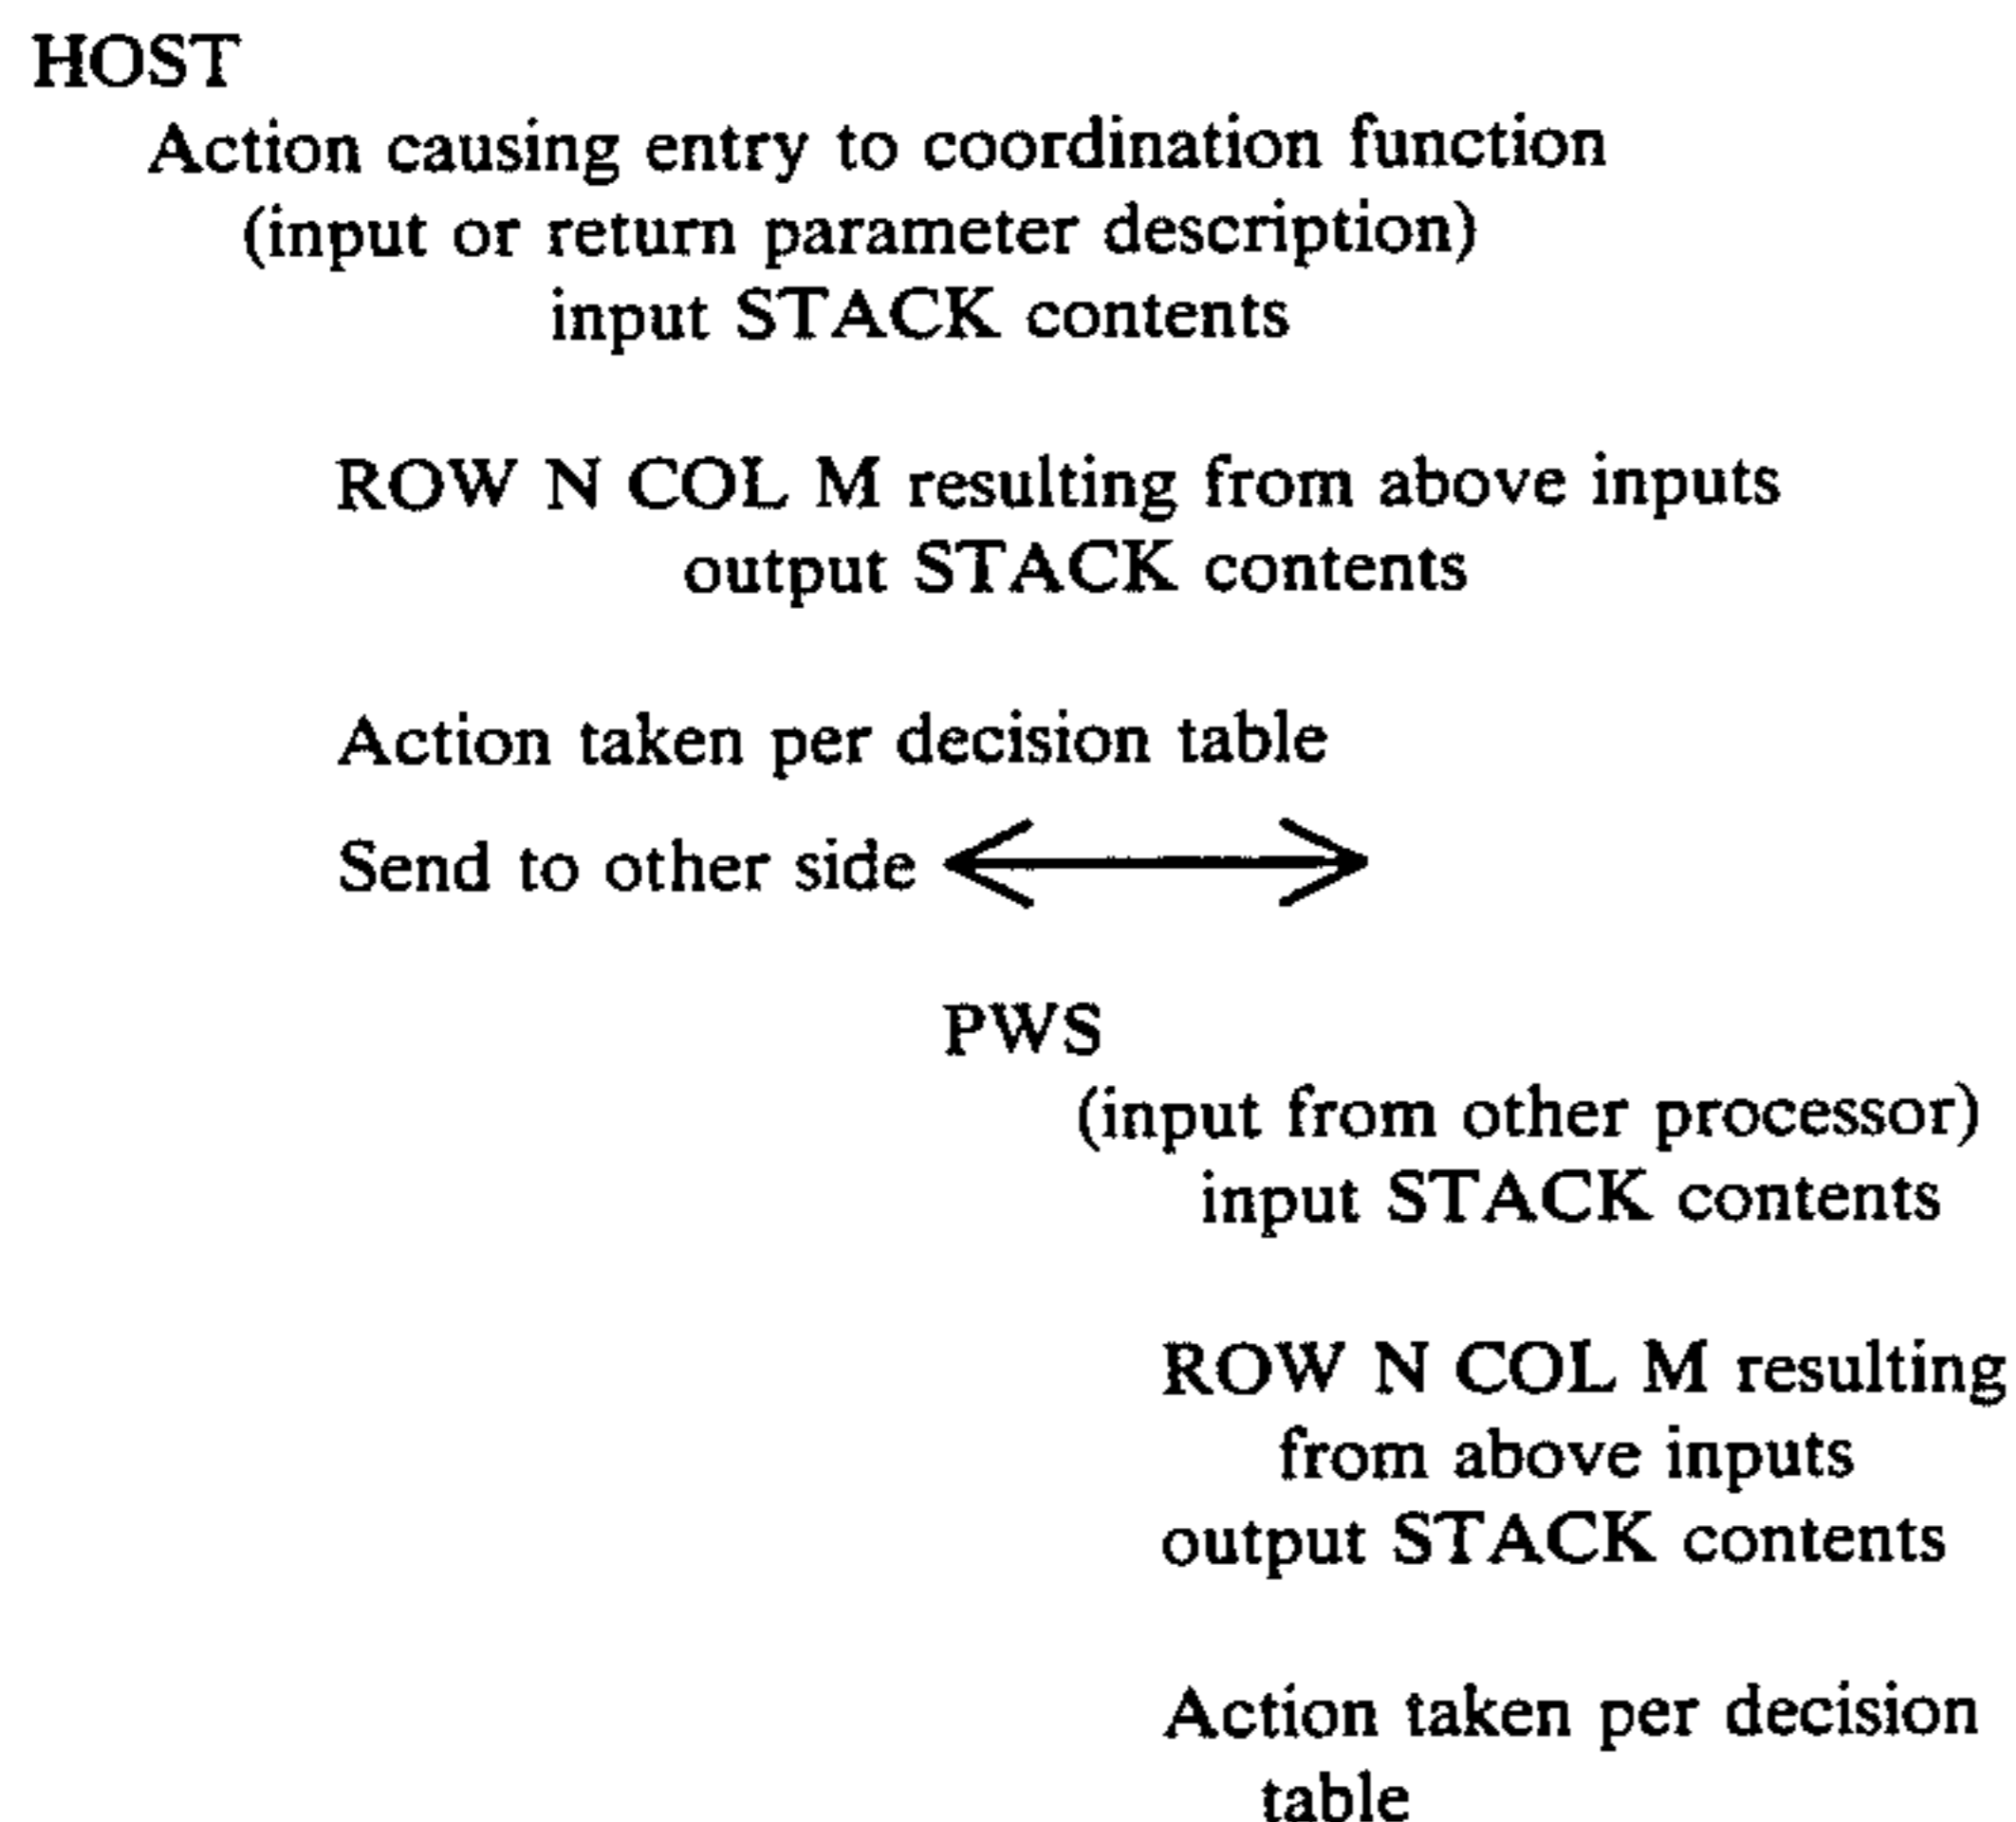 HOST
Action causing entry to coordination function
(input or return parameter description)
input STACK contents
ROW N COL M resulting from above inputs
output STACK contents
Action taken per decision table
Send to other side
PWS
(input from other processor)
input STACK contents
ROW N COL M resulting
from above inputs
output STACK contents
Action taken per decision
table